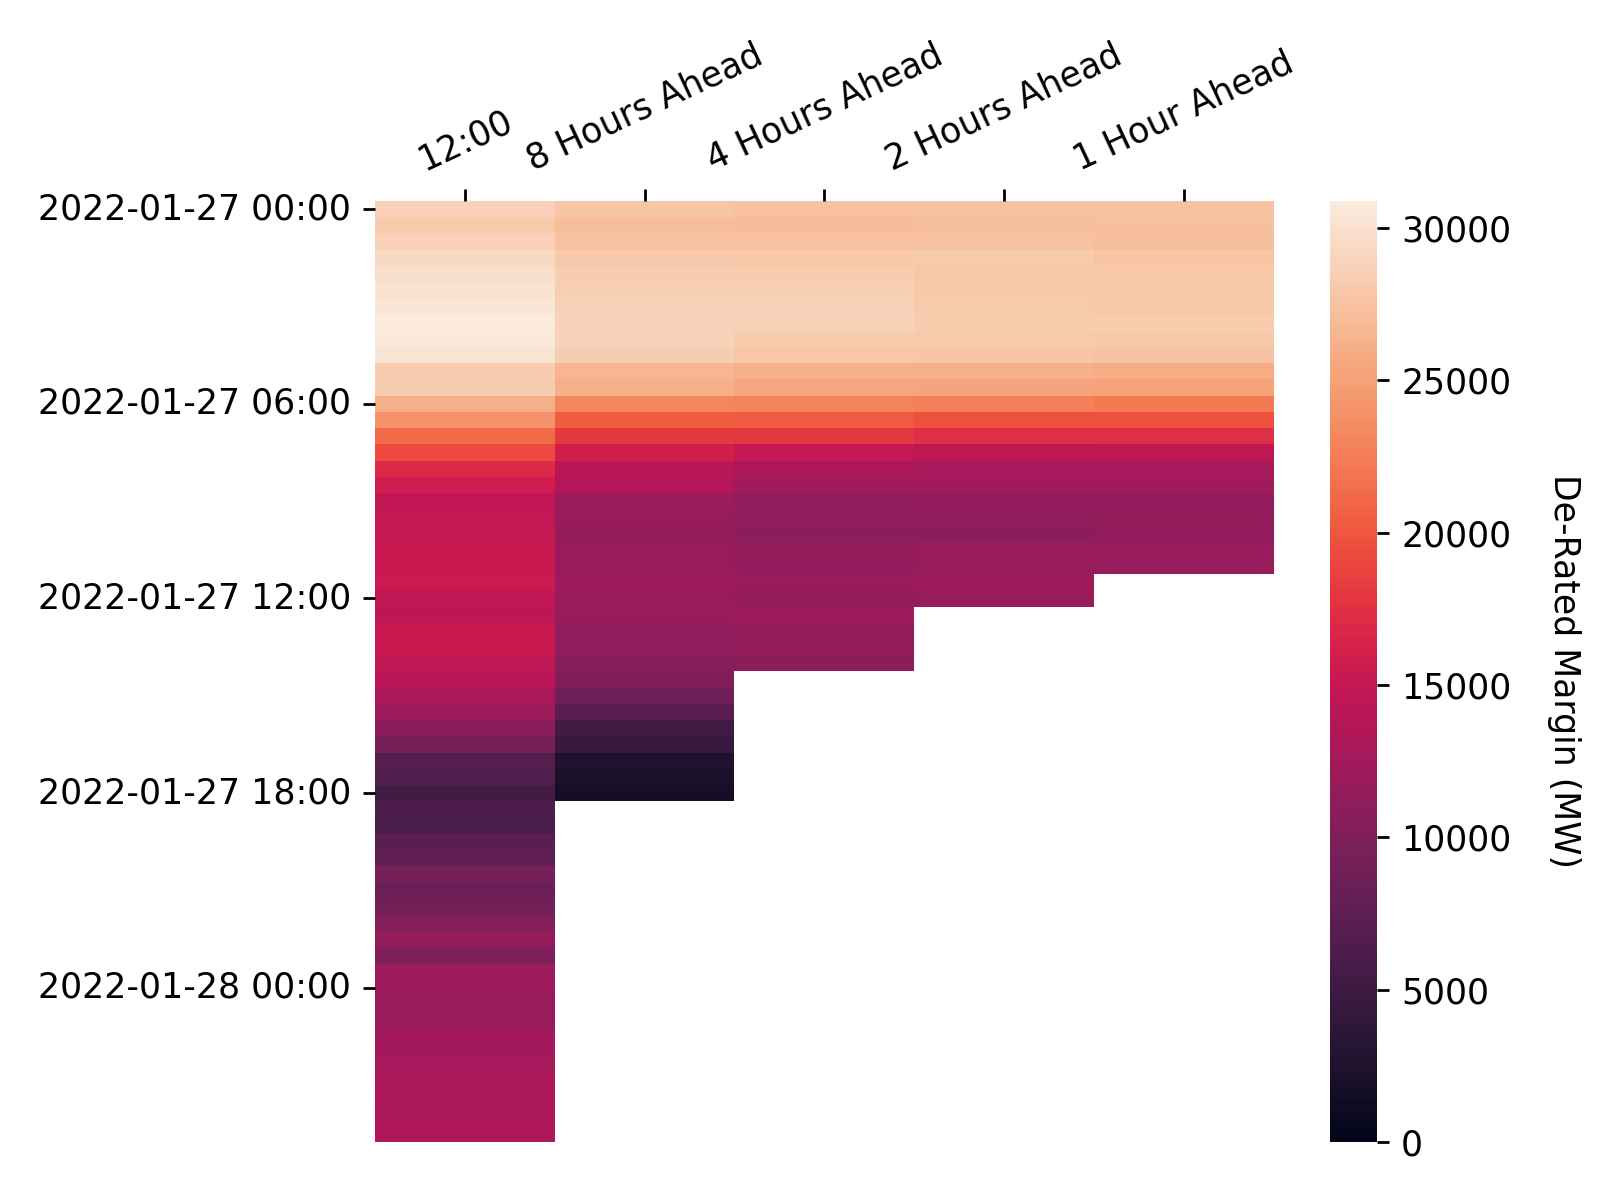 12:00
8 Hours Ahead
4 Hours Ahead
2 Hours Ahead
1 Hour Ahead
2022-01-27 00:00
2022-01-27 06:00
2022-01-27 12:00
2022-01-27 18:00
2022-01-28 00:00
30000
25000
20000
15000
10000
5000
0
De-Rated Margin (MW)